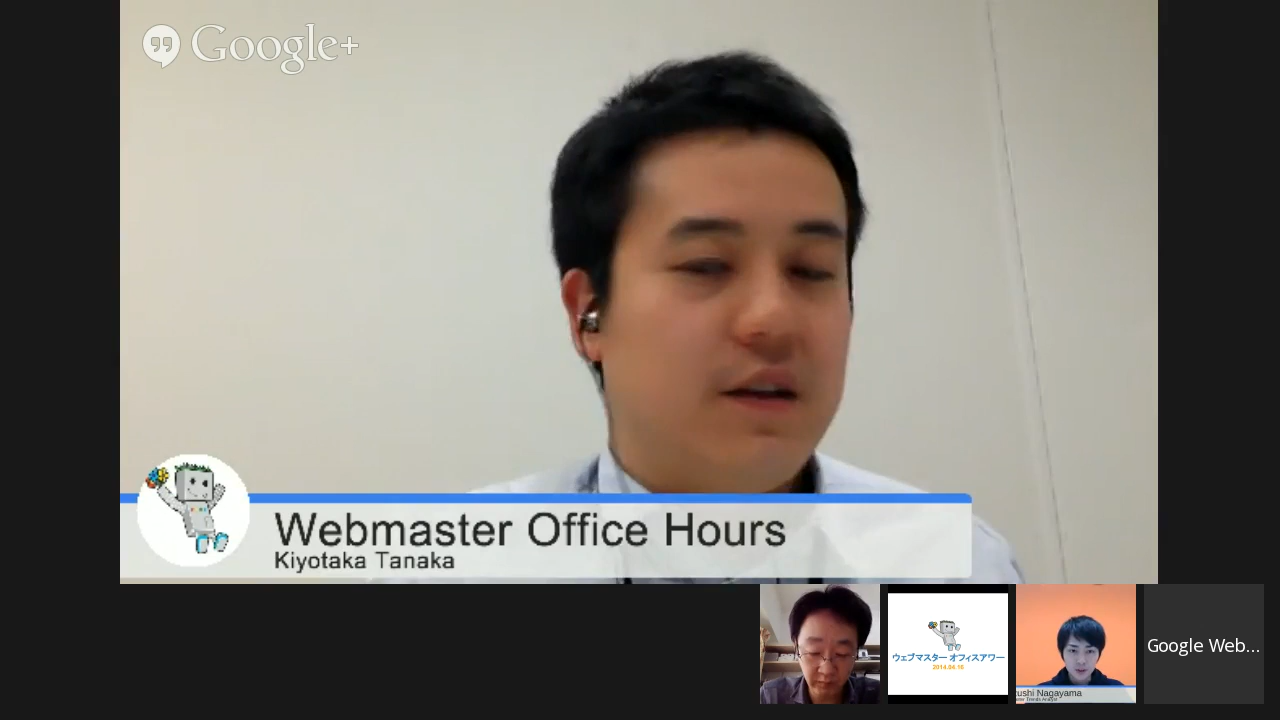 Google+
Webmaster Office Hours
Kiyotaka Tanaka
ウェブマスター オフィスアワー
2014.04.16
zushi Nagayama
Google Web...